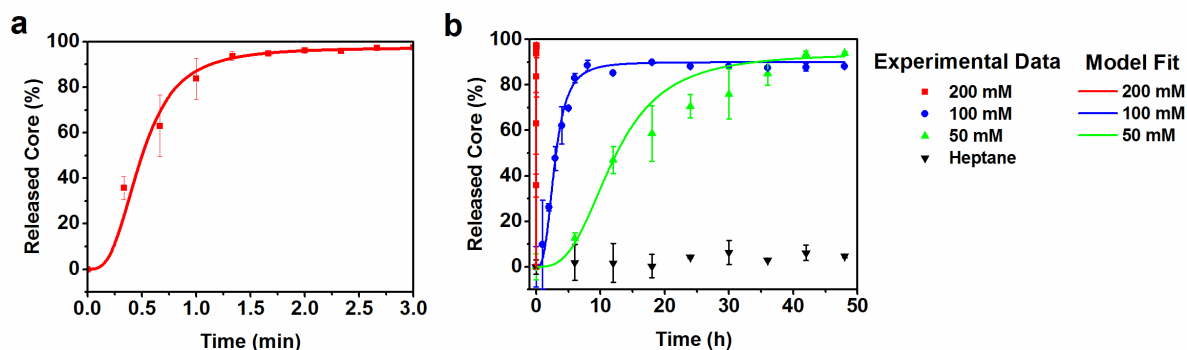 a
100
80
60
40
20
0
Released Core (%)
0.0
0.5
1.0
1.5
2.0
2.5
3.0
Time (min)
b
100
80
60
40
20
0
Released Core (%)
0
10
20
30
40
50
Time (h)
Experimental Data
200 mM
100 mM
50 mM
Heptane
Model Fit
200 mM
100 mM
50 mM